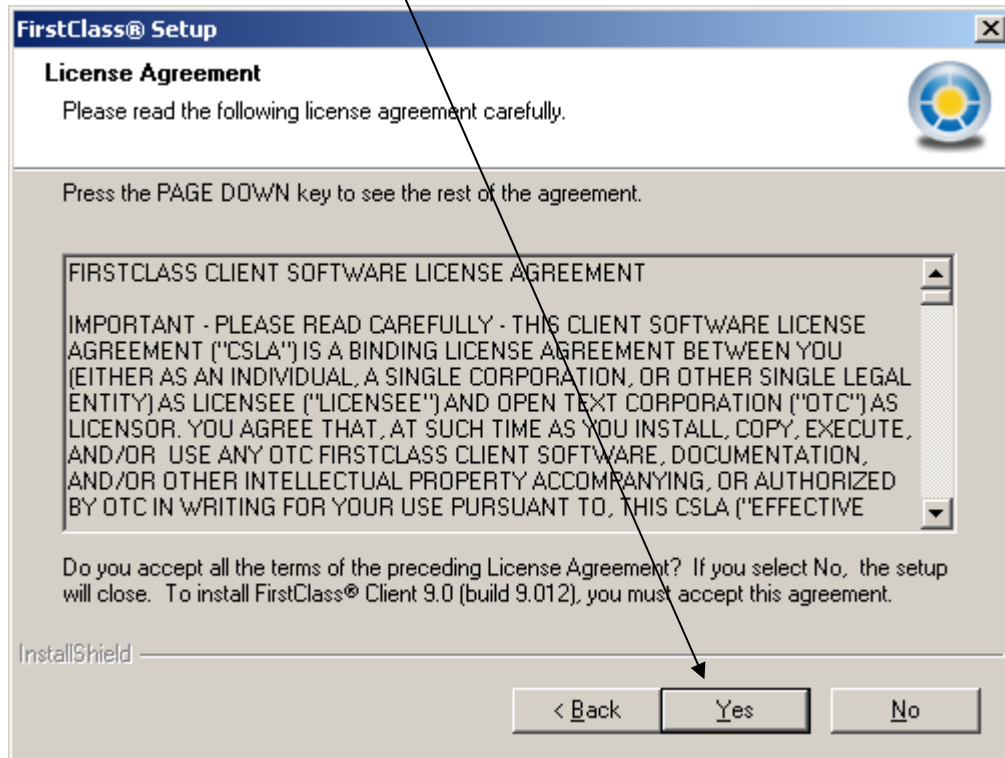 FirstClass® Setup
License Agreement
Please read the following license agreement carefully.
Press the PAGE DOWN key to see the rest of the agreement.
FIRSTCLASS CLIENT SOFTWARE LICENSE AGREEMENT
IMPORTANT - PLEASE READ CAREFULLY - THIS CLIENT SOFTWARE LICENSE
AGREEMENT ("CSLA") IS A BINDING LICENSE AGREEMENT BETWEEN YOU
(EITHER AS AN INDIVIDUAL, A SINGLE CORPORATION, OR OTHER SINGLE LEGAL
ENTITY) AS LICENSEE ("LICENSEE") AND OPEN TEXT CORPORATION ("OTC") AS
LICENSOR. YOU AGREE THAT, AT SUCH TIME AS YOU INSTALL, COPY, EXECUTE,
AND/OR  USE ANY OTC FIRSTCLASS CLIENT SOFTWARE, DOCUMENTATION,
AND/OR OTHER INTELLECTUAL PROPERTY ACCOMPANYING, OR AUTHORIZED
BY OTC IN WRITING FOR YOUR USE PURSUANT TO, THIS CSLA ("EFFECTIVE
Do you accept all the terms of the preceding License Agreement?  If you select No,  the setup
will close.  To install FirstClass® Client 9.0 (build 9.012), you must accept this agreement.
InstallShield
< Back Yes No